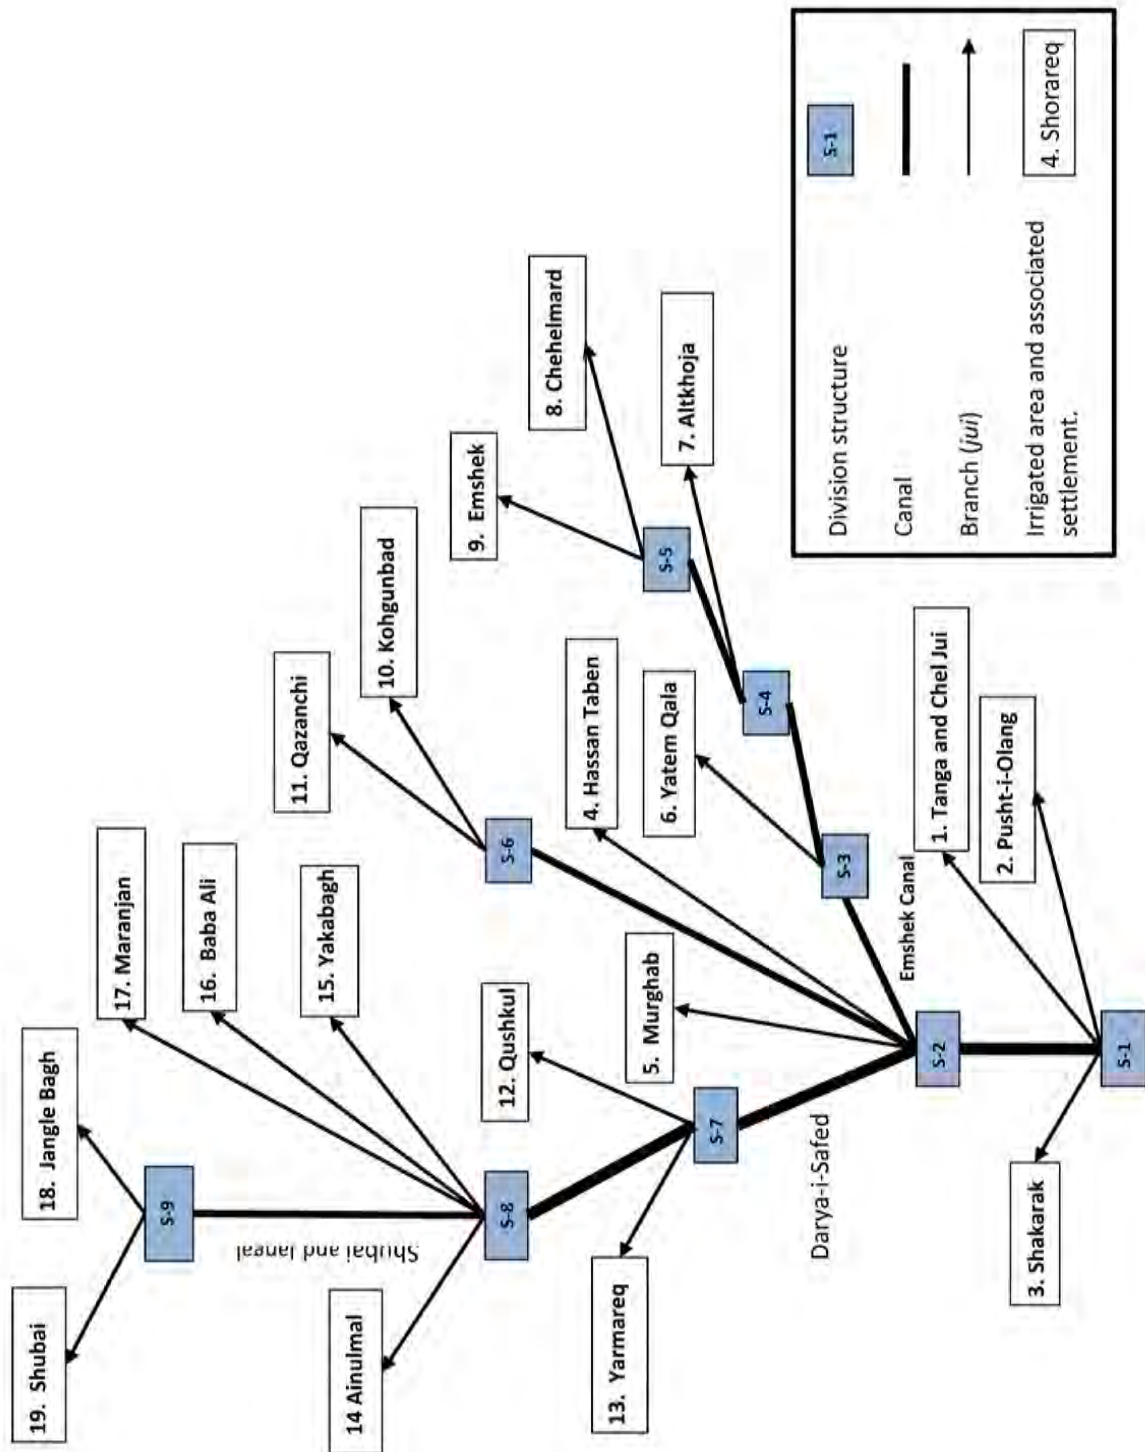 19. Shubai
18. Jangle Bagh
17. Maranjan
16. Baba Ali
15. Yakabagh
14 Ainulmal
S-9
Shubai and Jangal
S-8
11. Qazanchi
10. Kohgunbad
9. Emshek
8. Chehelmard
7. Altkhoja
S-6
S-5
S-4
4. Hassan Taben
6. Yatem Qala
12. Qushkul
5. Murghab
13. Yarmareq
S-7
S-3
Darya-i-Safed
Emshek Canal
S-2
1. Tanga and Chel Jui
2. Pusht-i-Olang
3. Shakarak
S-1
Division structure
S-1
Canal
Branch (jui)
Irrigated area and associated
settlement.
4. Shorareq